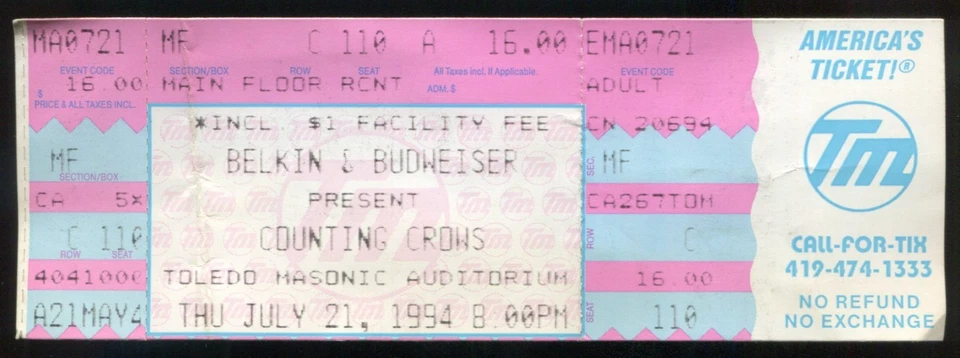 MA0721
EVENT CODE
$ 16.00
PRICE & ALL TAXES INCL.
MF
SECTION/BOX
CA 5×
C 110
ROW SEAT
4041000
A21MAY4
MF C 110 A 16.00
SECTION/BOX ROW SEAT All Taxes incl. If Applicable
MAIN FLOOR RCNT ADM. $
*INCL $1 FACILITY FEE
BELKIN & BUDWEISER
PRESENT
COUNTING CROWS
TOLEDO MASONIC AUDITORIUM
THU JULY 21, 1994 8:00PM
EMA0721
EVENT CODE
ADULT
CN 20694
SEC. MF
CA267TOM
ROW C
16.00
SEAT 110
AMERICA'S
TICKET!®
TM
CALL-FOR-TIX
419-474-1333
NO REFUND
NO EXCHANGE